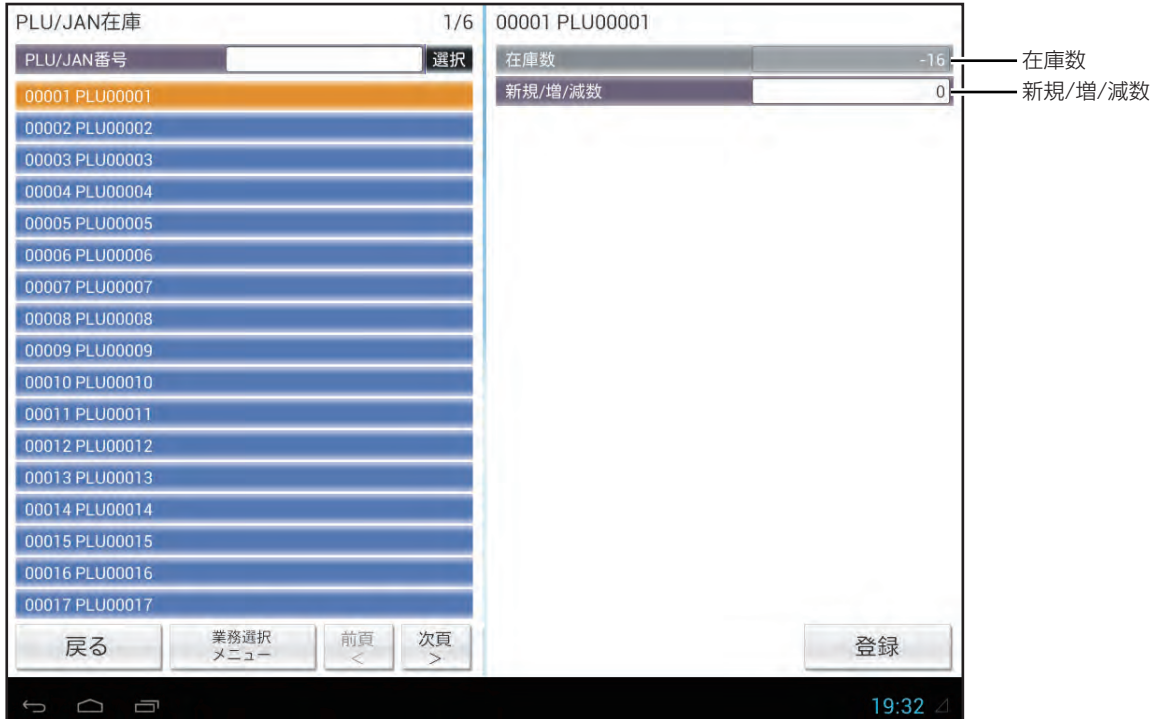 PLU/JAN在庫 1/6
PLU/JAN番号 選択
00001 PLU00001
00002 PLU00002
00003 PLU00003
00004 PLU00004
00005 PLU00005
00006 PLU00006
00007 PLU00007
00008 PLU00008
00009 PLU00009
00010 PLU00010
00011 PLU00011
00012 PLU00012
00013 PLU00013
00014 PLU00014
00015 PLU00015
00016 PLU00016
00017 PLU00017
戻る
業務選択
メニュー
前頁
<
次頁
>
00001 PLU00001
在庫数 -16
新規/増/減数 0
登録
19:32
在庫数
新規/増/減数